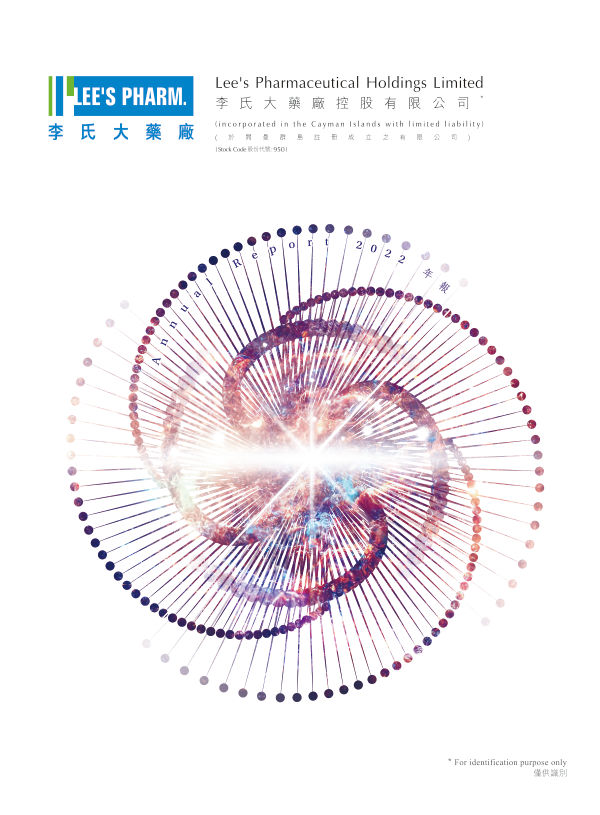 LEE'S PHARM.
李氏大藥廠
Lee's Pharmaceutical Holdings Limited
李氏大藥廠控股有限公司*
(incorporated in the Cayman Islands with limited liability)
(於開曼群島註冊成立之有限公司)
(Stock Code 股份代號: 950)
Annual Report 2022 年報
* For identification purpose only
僅供識別